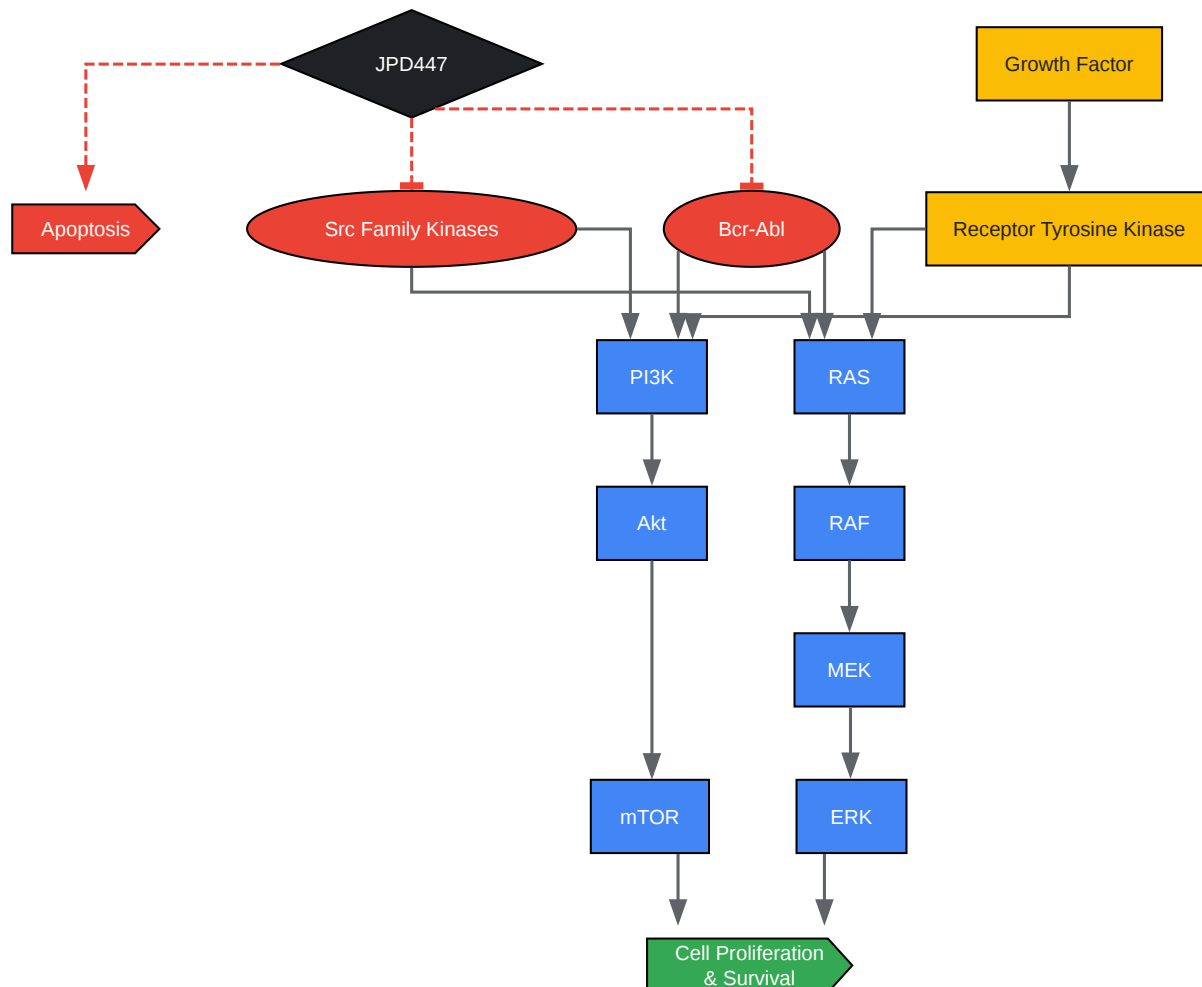 JPD447
Growth Factor
Apoptosis
Src Family Kinases
Bcr-Abl
Receptor Tyrosine Kinase
PI3K
RAS
Akt
RAF
MEK
mTOR
ERK
Cell Proliferation
& Survival